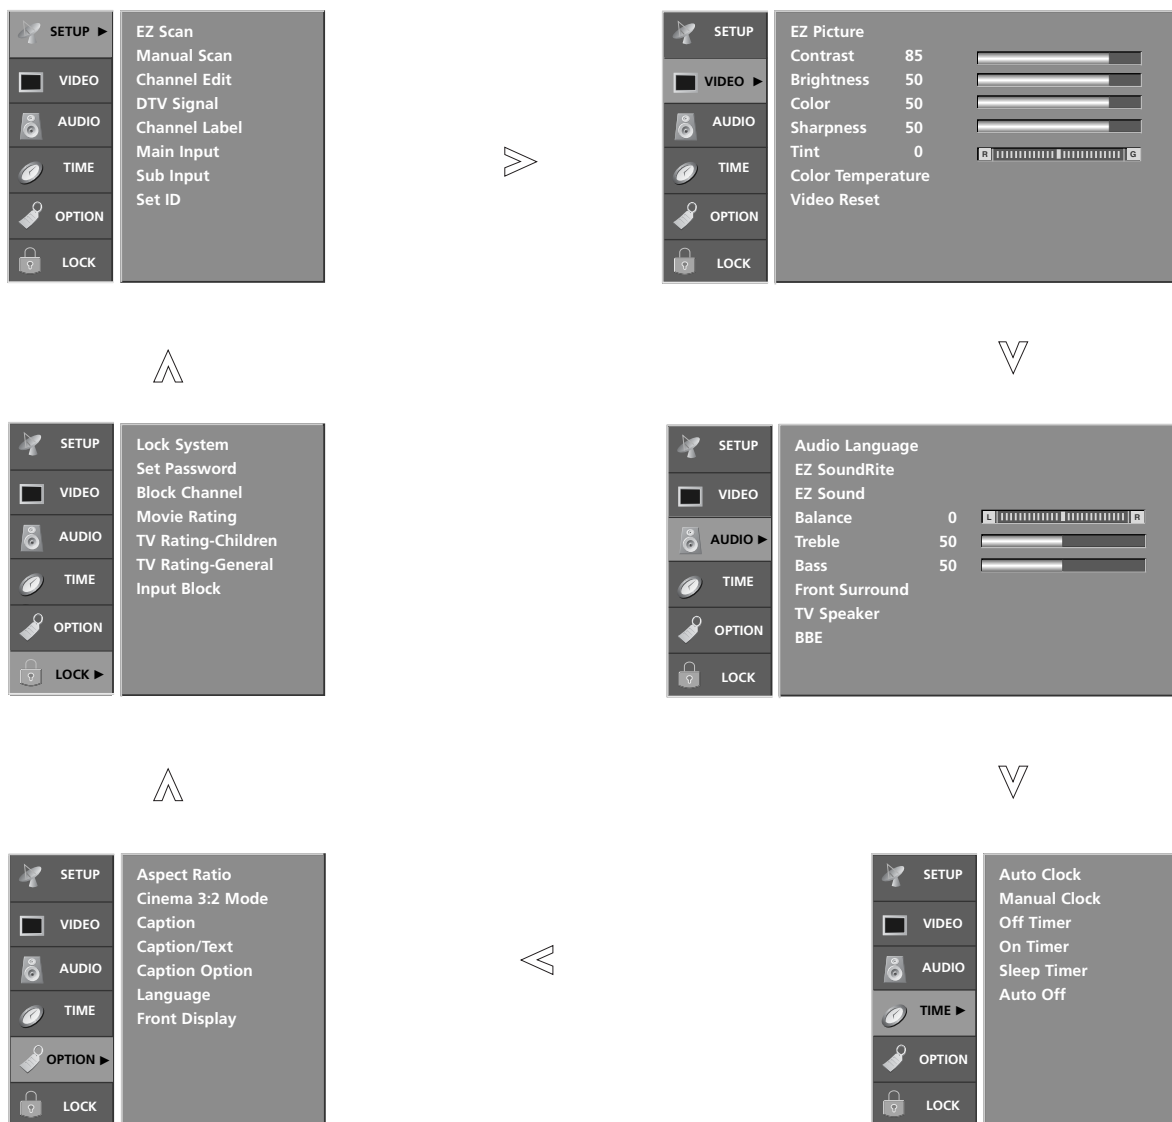 SETUP ►
VIDEO
AUDIO
TIME
OPTION
LOCK
EZ Scan
Manual Scan
Channel Edit
DTV Signal
Channel Label
Main Input
Sub Input
Set ID
SETUP
VIDEO ►
AUDIO
TIME
OPTION
LOCK
EZ Picture
Contrast 85
Brightness 50
Color 50
Sharpness 50
Tint 0 R G
Color Temperature
Video Reset
SETUP
VIDEO
AUDIO
TIME
OPTION
LOCK ►
Lock System
Set Password
Block Channel
Movie Rating
TV Rating-Children
TV Rating-General
Input Block
SETUP
VIDEO
AUDIO ►
TIME
OPTION
LOCK
Audio Language
EZ SoundRite
EZ Sound
Balance 0 L R
Treble 50
Bass 50
Front Surround
TV Speaker
BBE
SETUP
VIDEO
AUDIO
TIME
OPTION ►
LOCK
Aspect Ratio
Cinema 3:2 Mode
Caption
Caption/Text
Caption Option
Language
Front Display
SETUP
VIDEO
AUDIO
TIME ►
OPTION
LOCK
Auto Clock
Manual Clock
Off Timer
On Timer
Sleep Timer
Auto Off